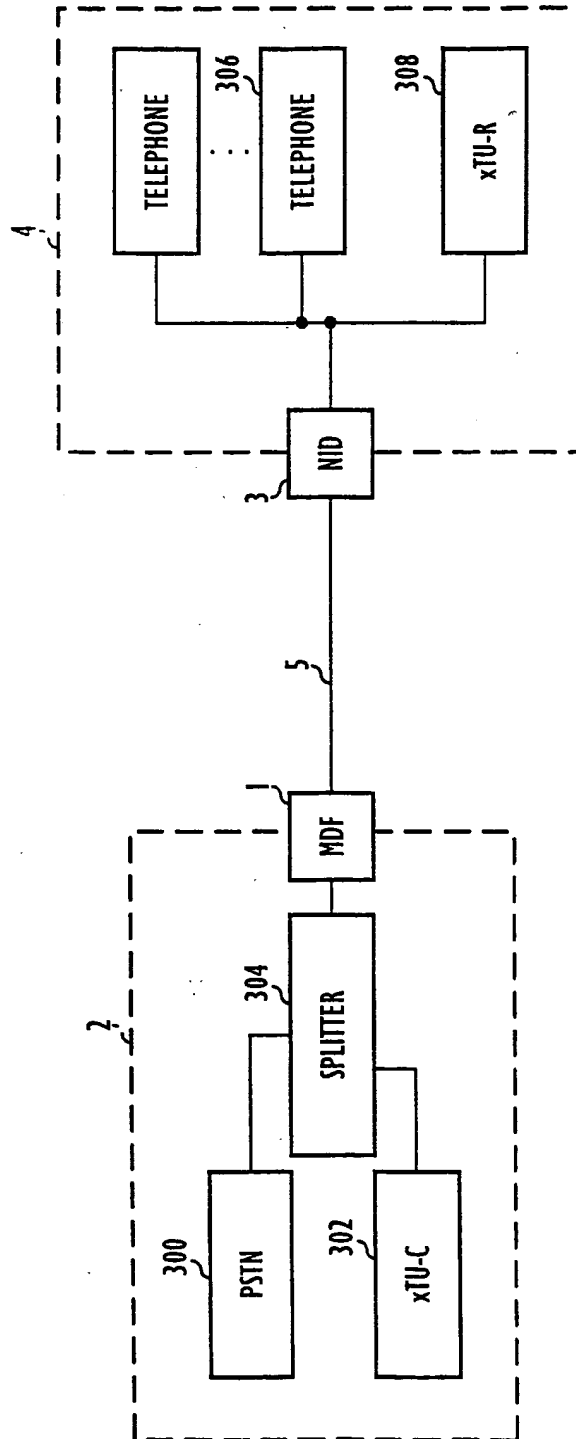 2
300
PSTN
302
xTU-C
304
SPLITTER
1
MDF
5
3
NID
4
TELEPHONE
306
TELEPHONE
308
xTU-R